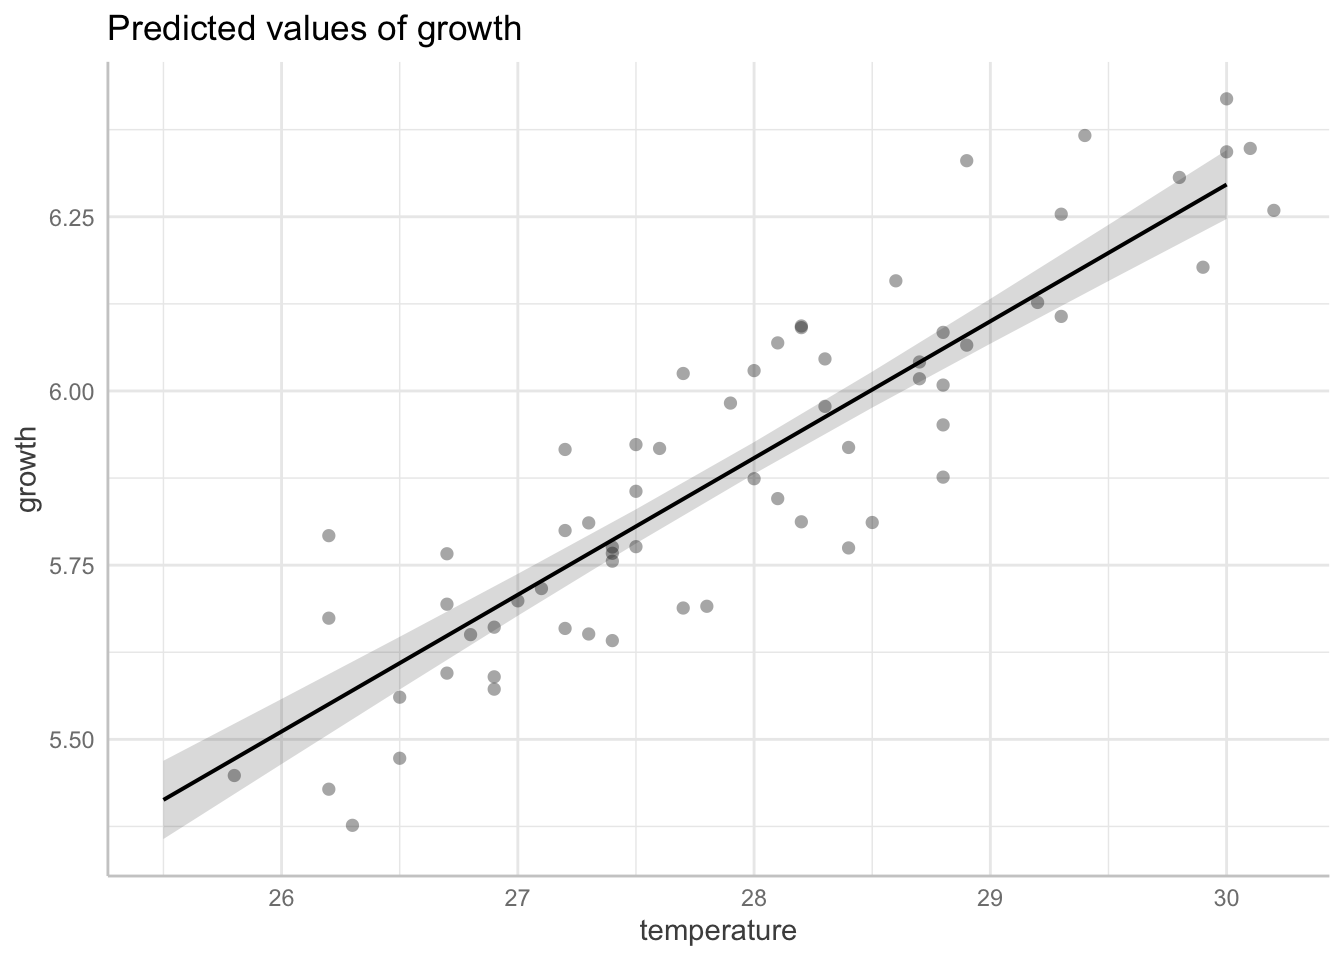 Predicted values of growth
6.25
6.00
growth
5.75
5.50
26 27 28 29 30
temperature